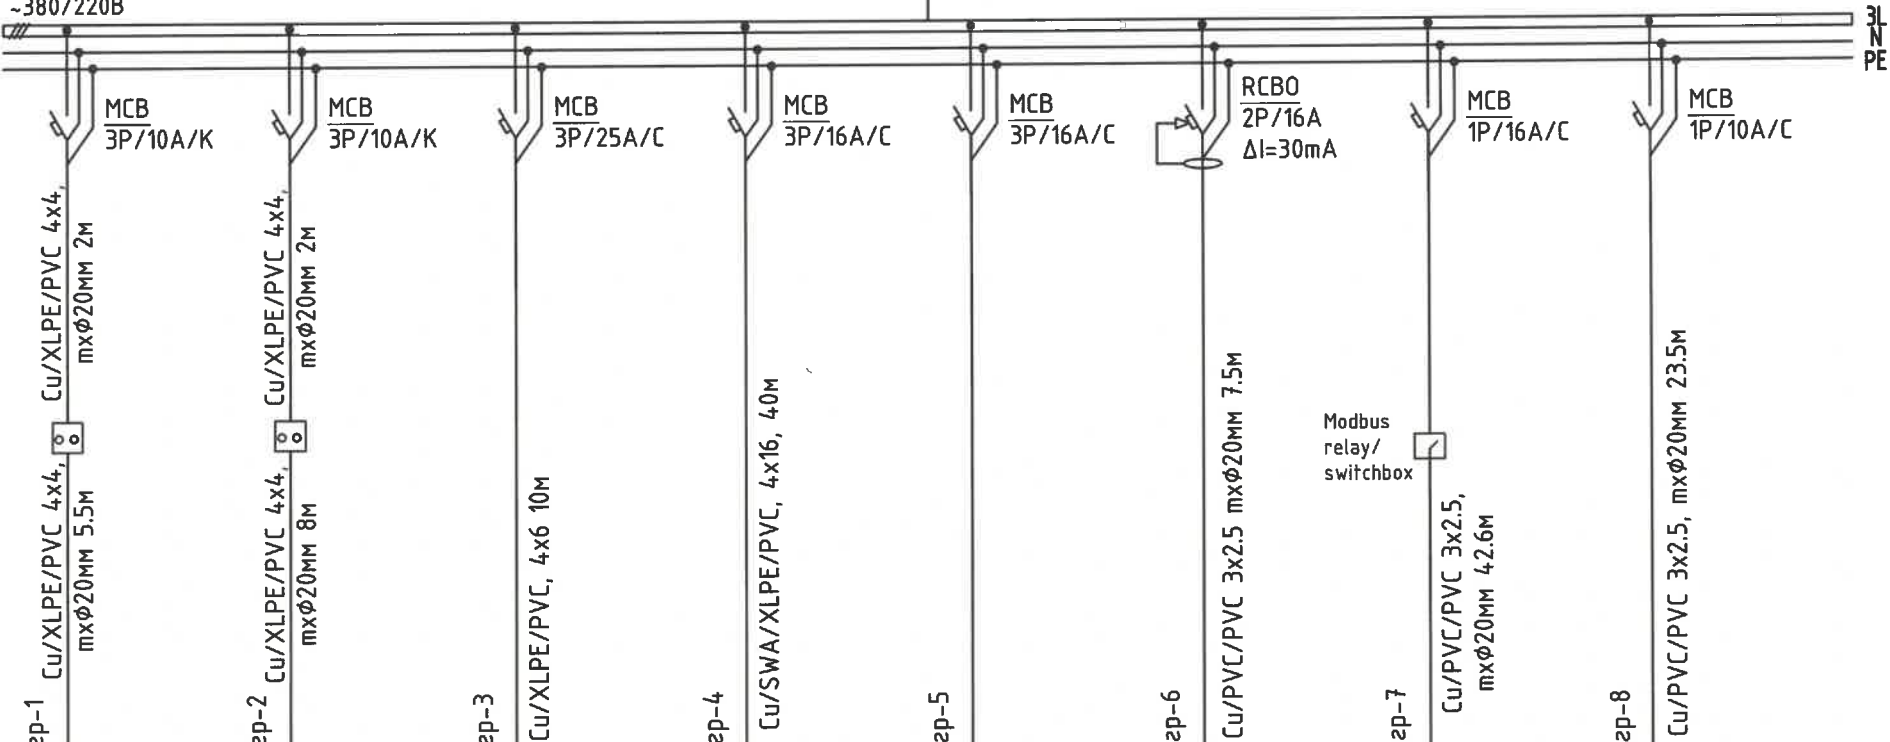 ~380/220В
3L
N
PE
MCB
3P/10A/K
MCB
3P/10A/K
MCB
3P/25A/C
MCB
3P/16A/C
MCB
3P/16A/C
RCBO
2P/16A
ΔI=30mA
MCB
1P/16A/C
MCB
1P/10A/C
Cu/XLPE/PVC 4x4,
mxϕ20мм 2м
Cu/XLPE/PVC 4x4,
mxϕ20мм 5.5м
гр-1
Cu/XLPE/PVC 4x4,
mxϕ20мм 2м
Cu/XLPE/PVC 4x4,
mxϕ20мм 8м
гр-2
Cu/XLPE/PVC, 4x6 10м
гр-3
Cu/SWA/XLPE/PVC, 4x16, 40м
гр-4
гр-5
Cu/PVC/PVC 3x2.5 mxϕ20мм 7.5м
гр-6
Modbus
relay/
switchbox
Cu/PVC/PVC 3x2.5,
mxϕ20мм 42.6м
гр-7
Cu/PVC/PVC 3x2.5, mxϕ20мм 23.5м
гр-8